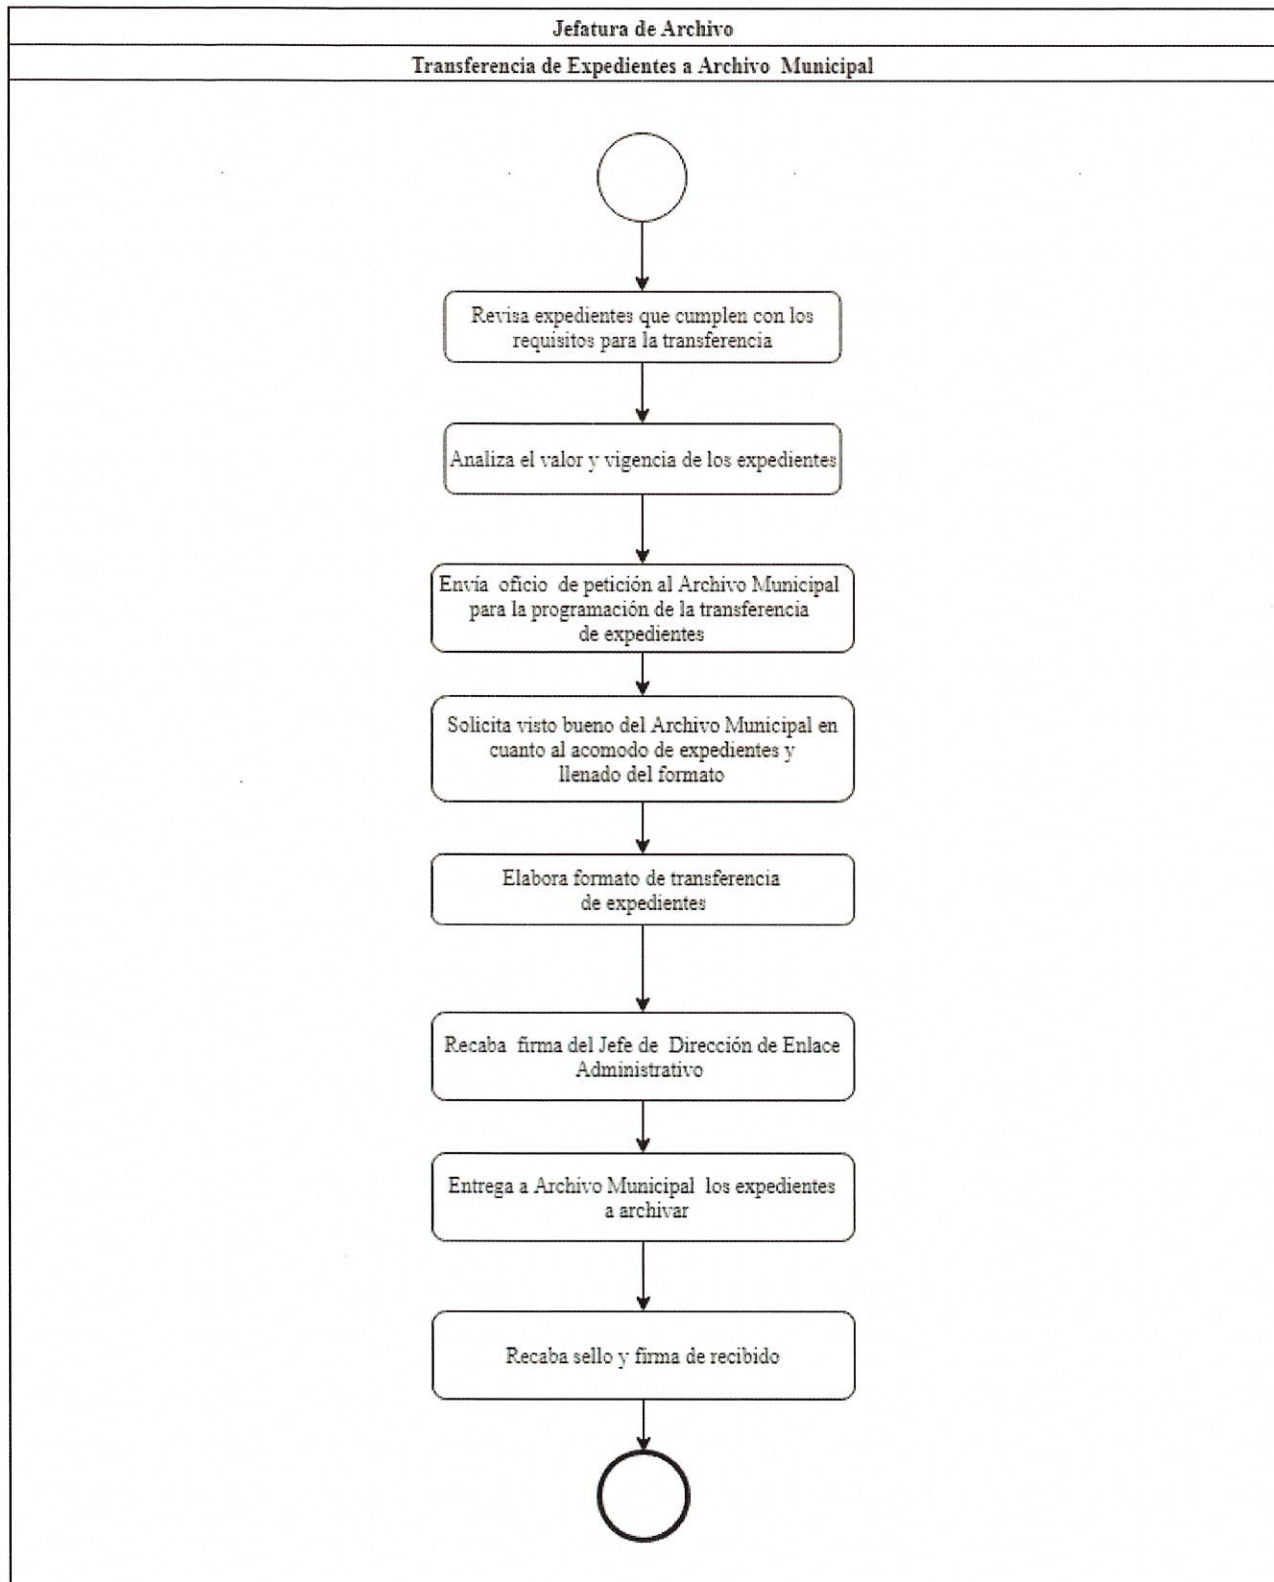 Jefatura de Archivo
Transferencia de Expedientes a Archivo Municipal
Revisa expedientes que cumplen con los
requisitos para la transferencia
Analiza el valor y vigencia de los expedientes
Envía oficio de petición al Archivo Municipal
para la programación de la transferencia
de expedientes
Solicita visto bueno del Archivo Municipal en
cuanto al acomodo de expedientes y
llenado del formato
Elabora formato de transferencia
de expedientes
Recaba firma del Jefe de Dirección de Enlace
Administrativo
Entrega a Archivo Municipal los expedientes
a archivar
Recaba sello y firma de recibido